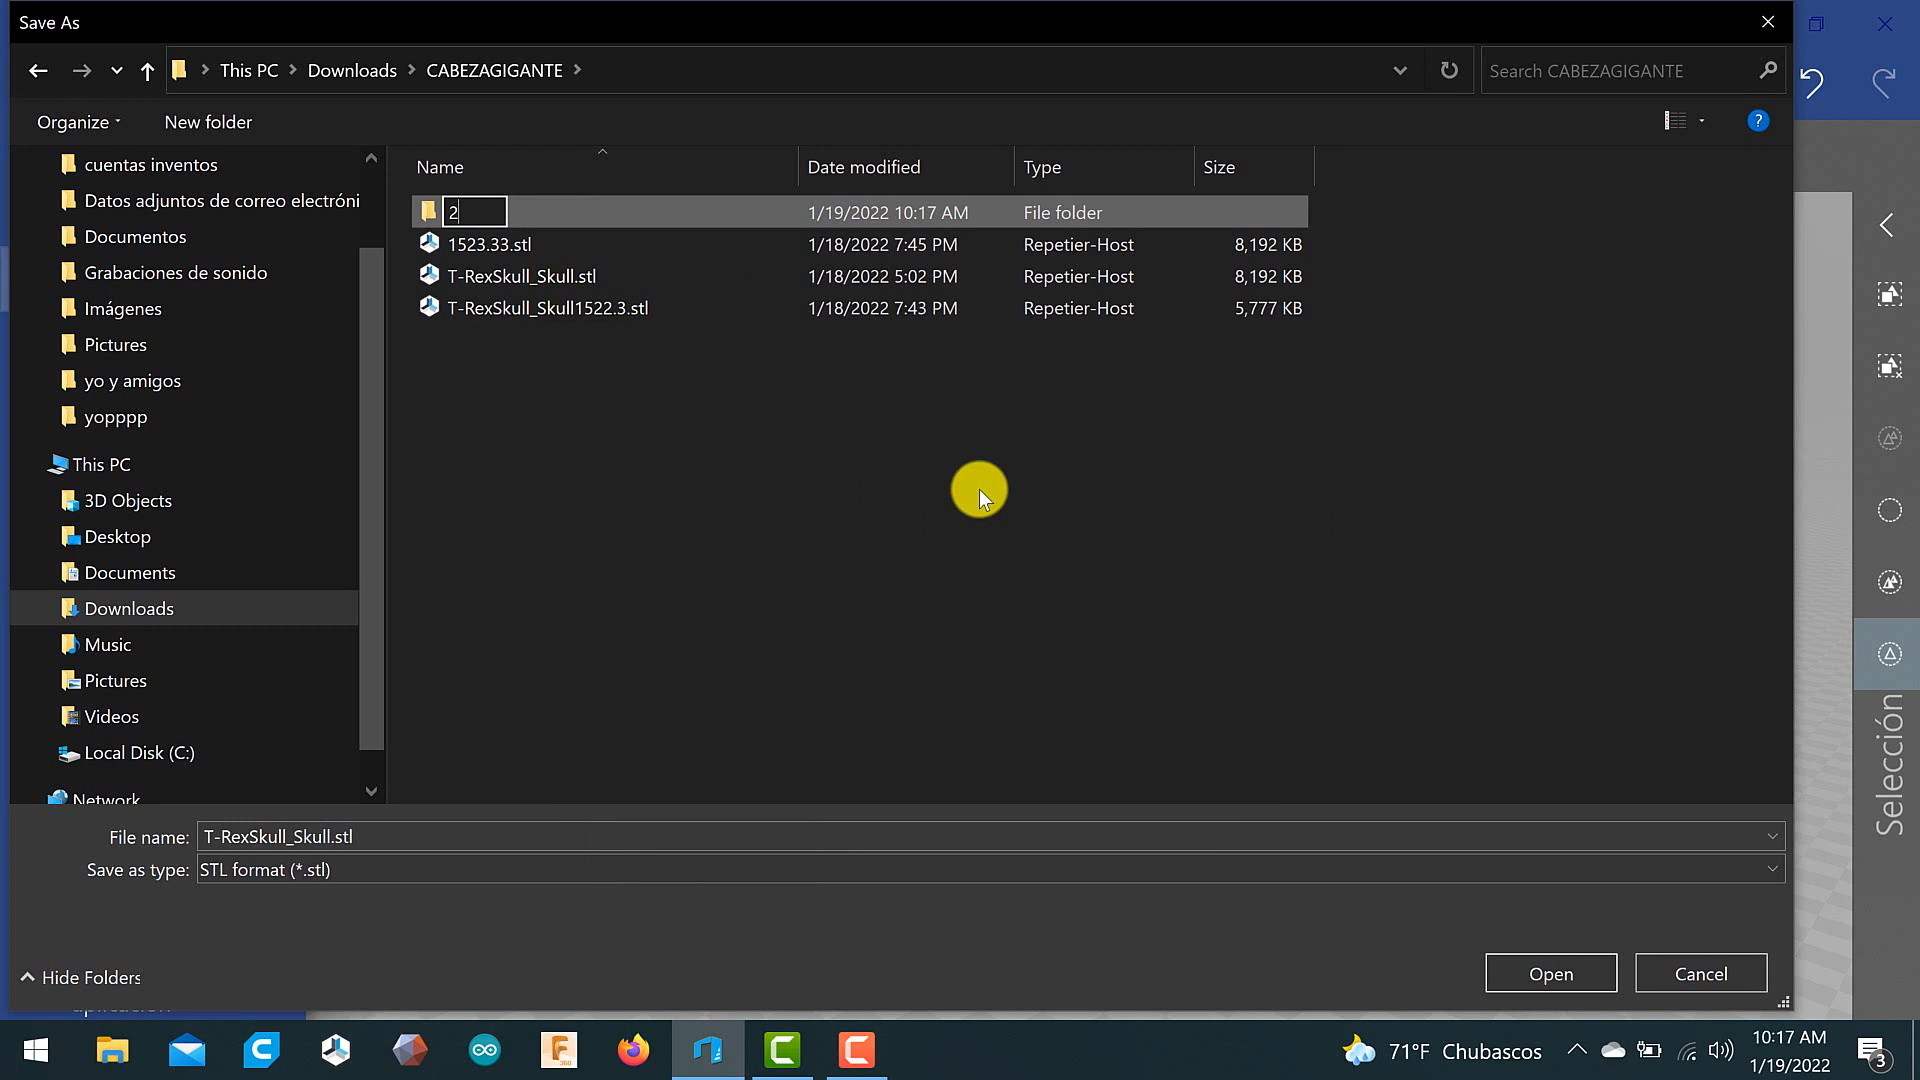 Save As
This PC Downloads CABEZAGIGANTE
Search CABEZAGIGANTE
Organize New folder
?
Name Date modified Type Size
2 1/19/2022 10:17 AM File folder
1523.33.stl 1/18/2022 7:45 PM Repetier-Host 8,192 KB
T-RexSkull_Skull.stl 1/18/2022 5:02 PM Repetier-Host 8,192 KB
T-RexSkull_Skull1522.3.stl 1/18/2022 7:43 PM Repetier-Host 5,777 KB
cuentas inventos
Datos adjuntos de correo electróni
Documentos
Grabaciones de sonido
Imágenes
Pictures
yo y amigos
yopppp
This PC
3D Objects
Desktop
Documents
Downloads
Music
Pictures
Videos
Local Disk (C:)
Network
Selección
File name: T-RexSkull_Skull.stl
Save as type: STL format (*.stl)
Hide Folders
Open Cancel
aplicación
71°F Chubascos
10:17 AM
1/19/2022
3
F
360